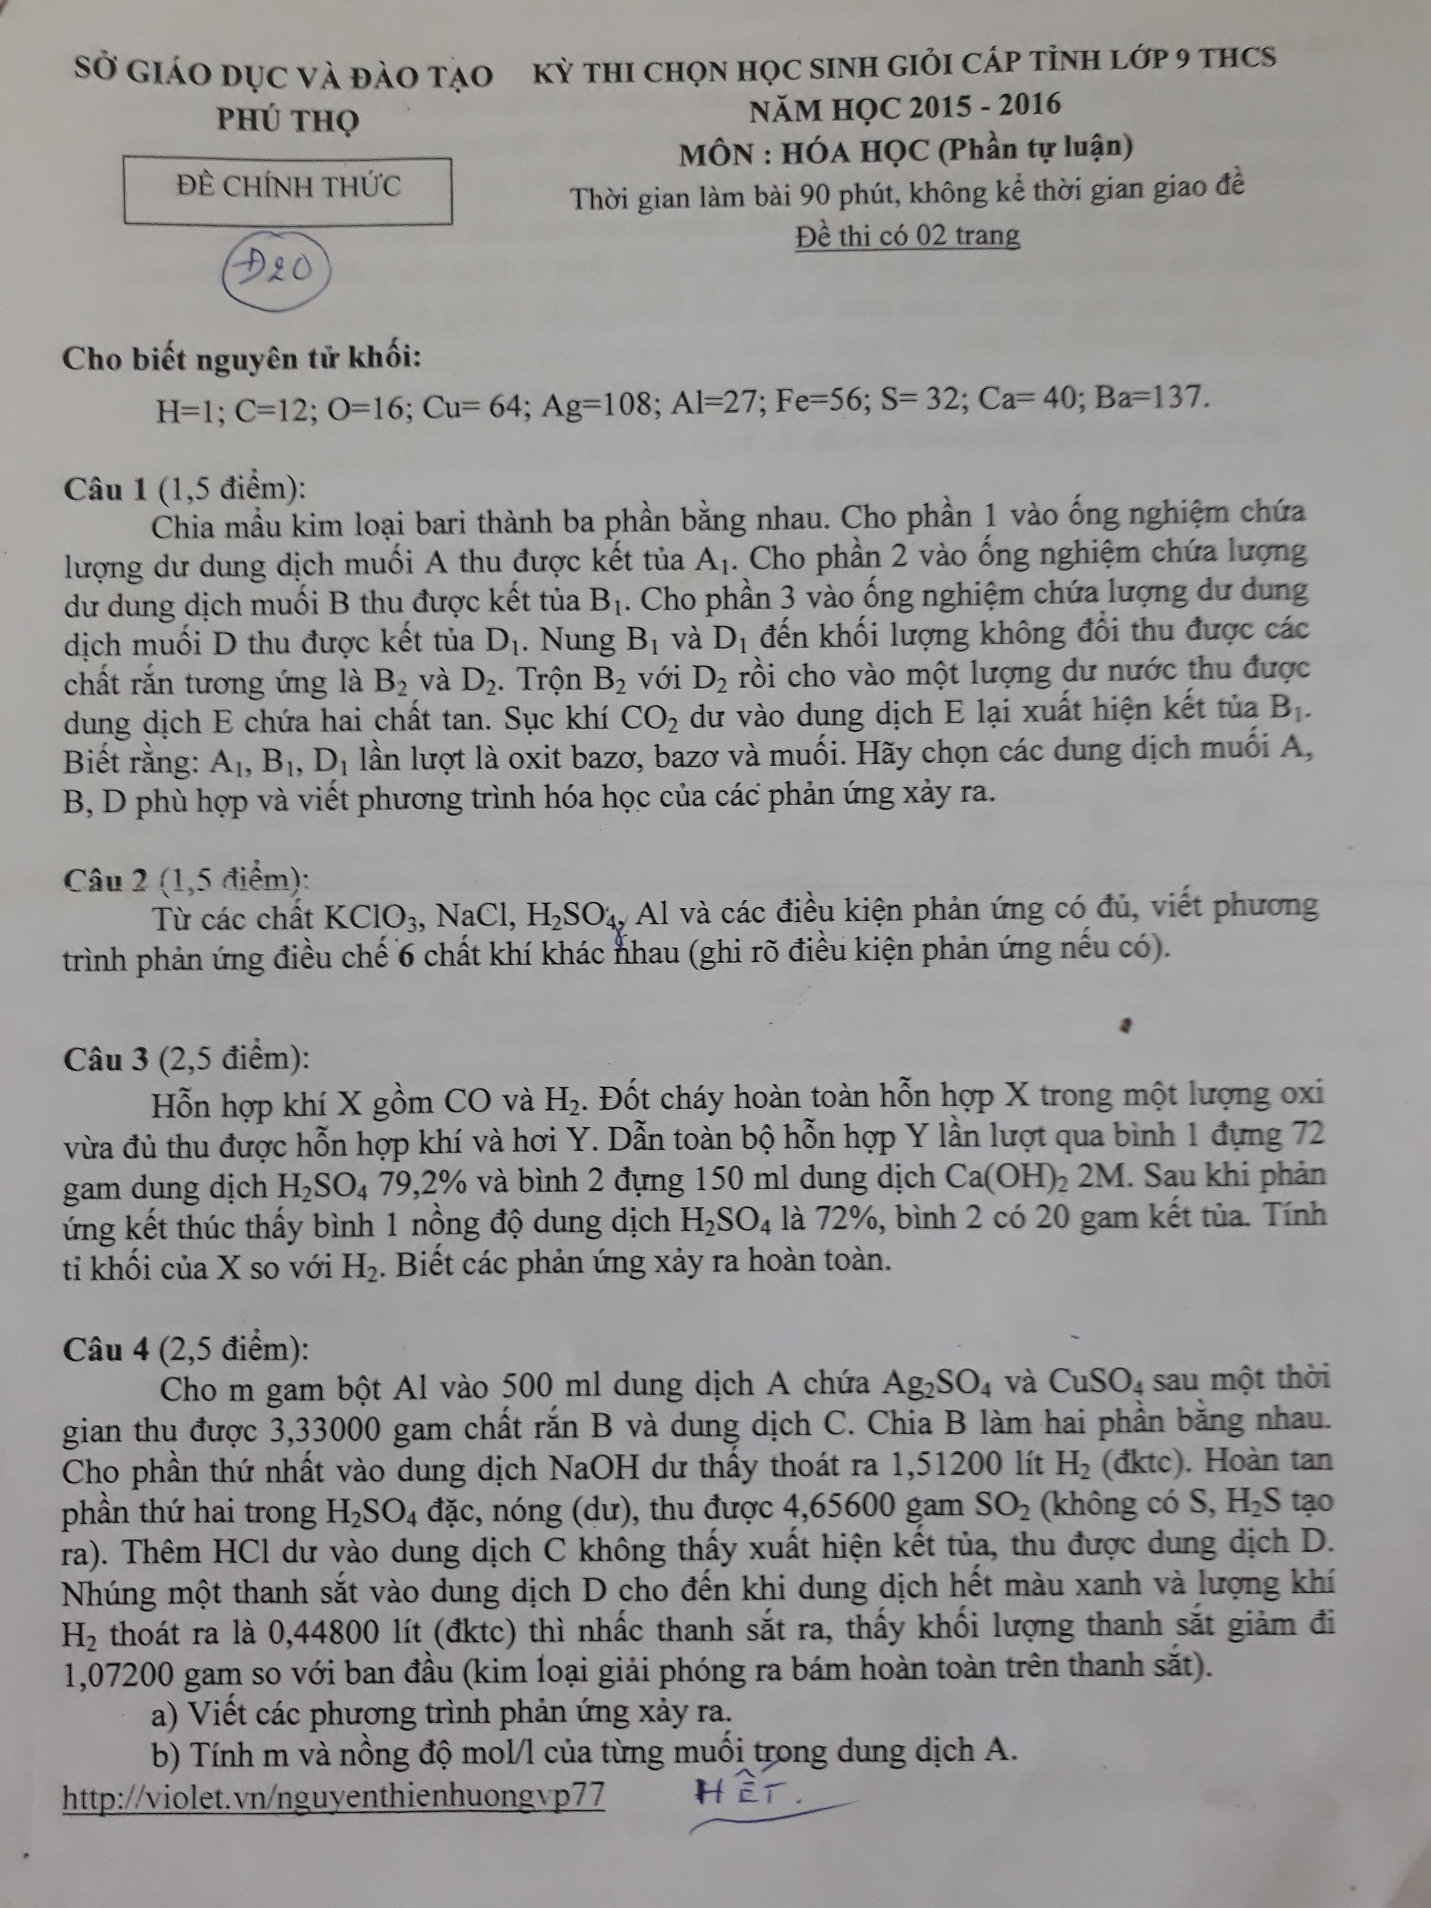 SỞ GIÁO DỤC VÀ ĐÀO TẠO
PHÚ THỌ
ĐỀ CHÍNH THỨC
Đ20
KỲ THI CHỌN HỌC SINH GIỎI CẤP TỈNH LỚP 9 THCS
NĂM HỌC 2015 - 2016
MÔN : HÓA HỌC (Phần tự luận)
Thời gian làm bài 90 phút, không kể thời gian giao đề
Đề thi có 02 trang
Cho biết nguyên tử khối:
H=1; C=12; O=16; Cu= 64; Ag=108; Al=27; Fe=56; S= 32; Ca= 40; Ba=137.
Câu 1 (1,5 điểm):
Chia mẩu kim loại bari thành ba phần bằng nhau. Cho phần 1 vào ống nghiệm chứa
lượng dư dung dịch muối A thu được kết tủa A₁. Cho phần 2 vào ống nghiệm chứa lượng
dư dung dịch muối B thu được kết tủa B₁. Cho phần 3 vào ống nghiệm chứa lượng dư dung
dịch muối D thu được kết tủa D₁. Nung B₁ và D₁ đến khối lượng không đổi thu được các
chất rắn tương ứng là B₂ và D₂. Trộn B₂ với D₂ rồi cho vào một lượng dư nước thu được
dung dịch E chứa hai chất tan. Sục khí CO₂ dư vào dung dịch E lại xuất hiện kết tủa B₁.
Biết rằng: A₁, B₁, D₁ lần lượt là oxit bazơ, bazơ và muối. Hãy chọn các dung dịch muối A,
B, D phù hợp và viết phương trình hóa học của các phản ứng xảy ra.
Câu 2 (1,5 điểm):
Từ các chất KClO₃, NaCl, H₂SO₄, Al và các điều kiện phản ứng có đủ, viết phương
trình phản ứng điều chế 6 chất khí khác nhau (ghi rõ điều kiện phản ứng nếu có).
Câu 3 (2,5 điểm):
Hỗn hợp khí X gồm CO và H₂. Đốt cháy hoàn toàn hỗn hợp X trong một lượng oxi
vừa đủ thu được hỗn hợp khí và hơi Y. Dẫn toàn bộ hỗn hợp Y lần lượt qua bình 1 đựng 72
gam dung dịch H₂SO₄ 79,2% và bình 2 đựng 150 ml dung dịch Ca(OH)₂ 2M. Sau khi phản
ứng kết thúc thấy bình 1 nồng độ dung dịch H₂SO₄ là 72%, bình 2 có 20 gam kết tủa. Tính
tỉ khối của X so với H₂. Biết các phản ứng xảy ra hoàn toàn.
Câu 4 (2,5 điểm):
Cho m gam bột Al vào 500 ml dung dịch A chứa Ag₂SO₄ và CuSO₄ sau một thời
gian thu được 3,33000 gam chất rắn B và dung dịch C. Chia B làm hai phần bằng nhau.
Cho phần thứ nhất vào dung dịch NaOH dư thấy thoát ra 1,51200 lít H₂ (đktc). Hoàn tan
phần thứ hai trong H₂SO₄ đặc, nóng (dư), thu được 4,65600 gam SO₂ (không có S, H₂S tạo
ra). Thêm HCl dư vào dung dịch C không thấy xuất hiện kết tủa, thu được dung dịch D.
Nhúng một thanh sắt vào dung dịch D cho đến khi dung dịch hết màu xanh và lượng khí
H₂ thoát ra là 0,44800 lít (đktc) thì nhấc thanh sắt ra, thấy khối lượng thanh sắt giảm đi
1,07200 gam so với ban đầu (kim loại giải phóng ra bám hoàn toàn trên thanh sắt).
a) Viết các phương trình phản ứng xảy ra.
b) Tính m và nồng độ mol/l của từng muối trong dung dịch A.
http://violet.vn/nguyenthienhuongvp77
HẾT.